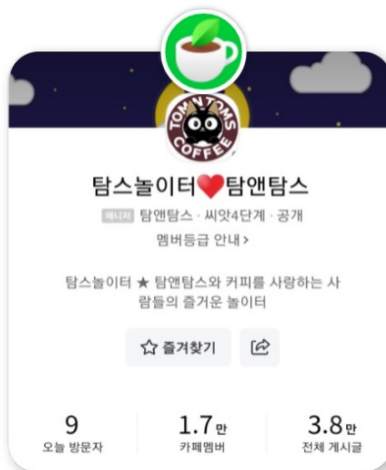 TOM N TOMS
COFFEE
탐스놀이터❤️탐앤탐스
매니저 탐앤탐스 · 씨앗4단계 · 공개
멤버등급 안내 >
탐스놀이터 ★ 탐앤탐스와 커피를 사랑하는 사
람들의 즐거운 놀이터
☆ 즐겨찾기
9
오늘 방문자
1.7만
카페멤버
3.8만
전체 게시글